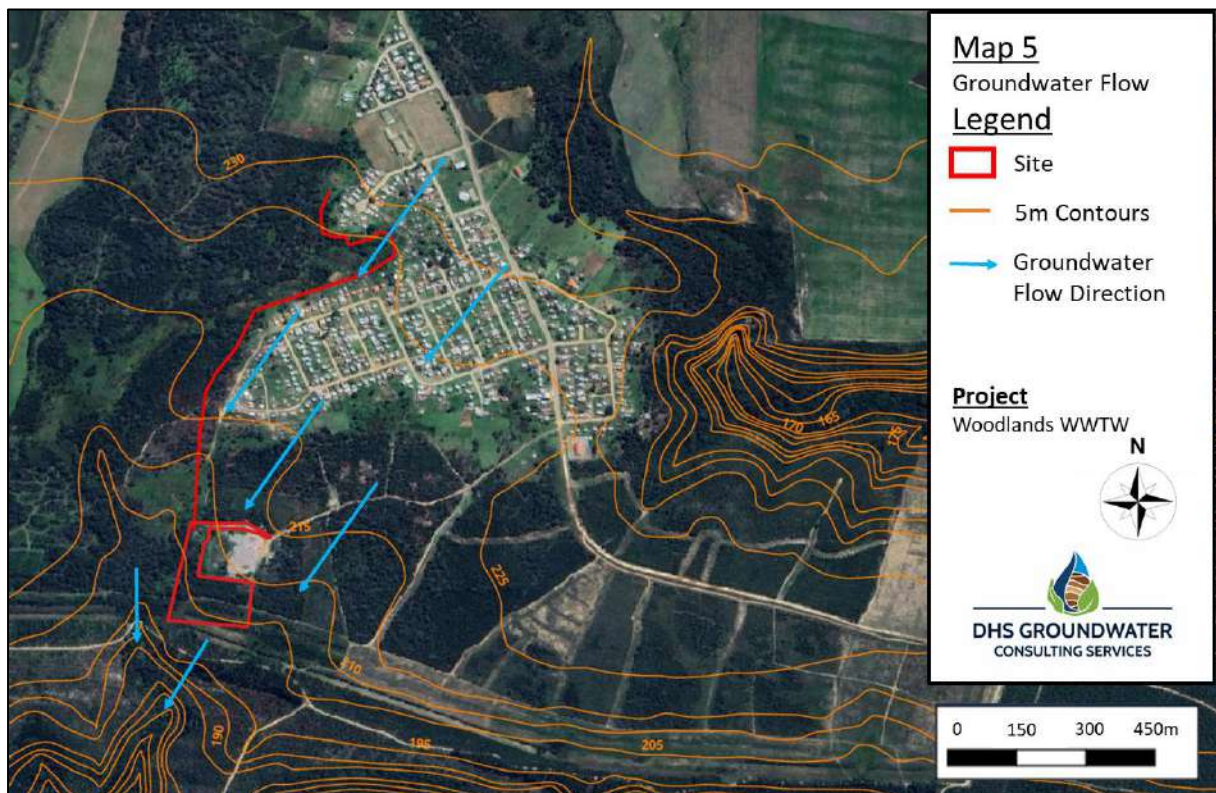 Map 5
Groundwater Flow
Legend
Site
5m Contours
Groundwater
Flow Direction
Project
Woodlands WWTW
N
DHS GROUNDWATER
CONSULTING SERVICES
0 150 300 450m
230
165
170
175
215
225
210
190
195
205